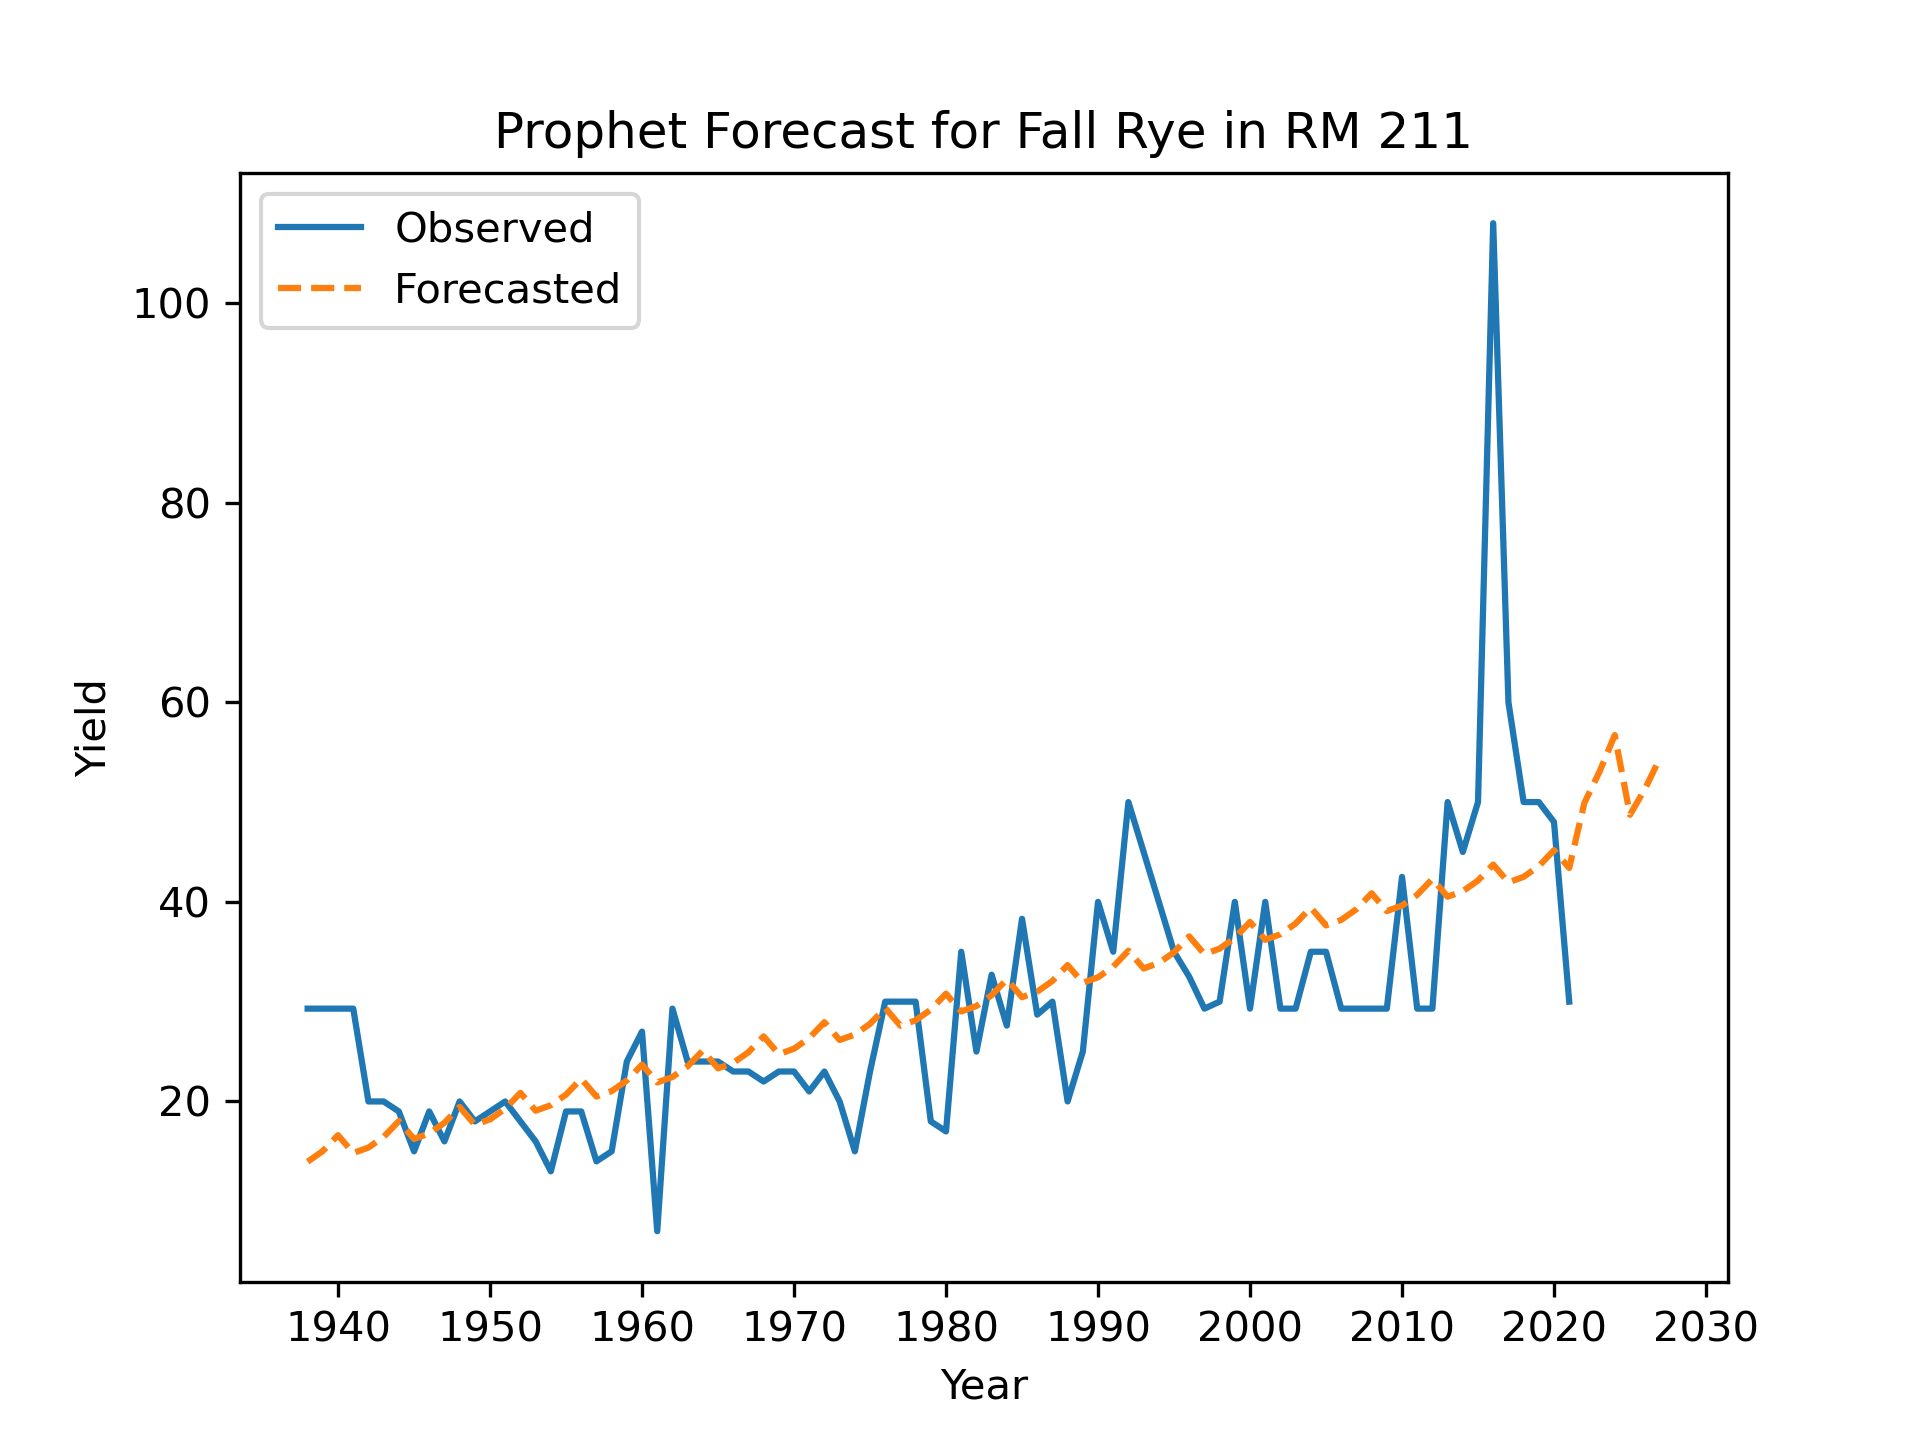 Prophet Forecast for Fall Rye in RM 211
Observed
Forecasted
100
80
60
40
20
Yield
1940 1950 1960 1970 1980 1990 2000 2010 2020 2030
Year